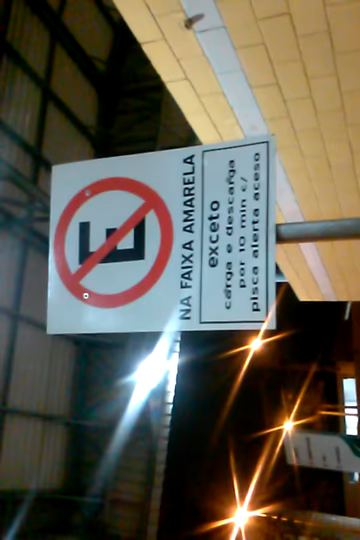 E
NA FAIXA AMARELA
exceto
carga e descarga
por 10 min c/
pisca alerta aceso